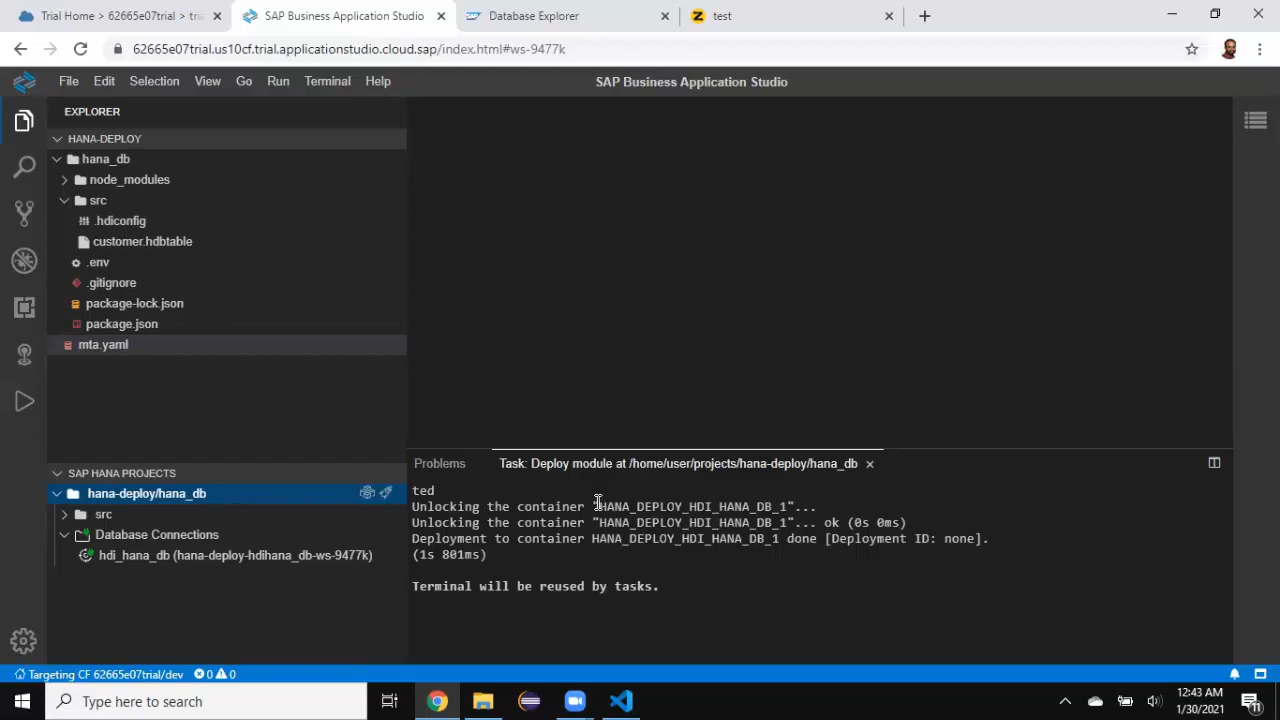 Trial Home > 62665e07trial > tria
SAP Business Application Studio
Database Explorer
test
62665e07trial.us10cf.trial.applicationstudio.cloud.sap/index.html#ws-9477k
File Edit Selection View Go Run Terminal Help
SAP Business Application Studio
EXPLORER
HANA-DEPLOY
hana_db
node_modules
src
.hdiconfig
customer.hdbtable
.env
.gitignore
package-lock.json
package.json
mta.yaml
SAP HANA PROJECTS
hana-deploy/hana_db
src
Database Connections
hdi_hana_db (hana-deploy-hdihana_db-ws-9477k)
Problems
Task: Deploy module at /home/user/projects/hana-deploy/hana_db
ted
Unlocking the container "HANA_DEPLOY_HDI_HANA_DB_1"...
Unlocking the container "HANA_DEPLOY_HDI_HANA_DB_1"... ok (0s 0ms)
Deployment to container HANA_DEPLOY_HDI_HANA_DB_1 done [Deployment ID: none].
(1s 801ms)
Terminal will be reused by tasks.
Targeting CF 62665e07trial/dev 0 0
Type here to search
12:43 AM
1/30/2021